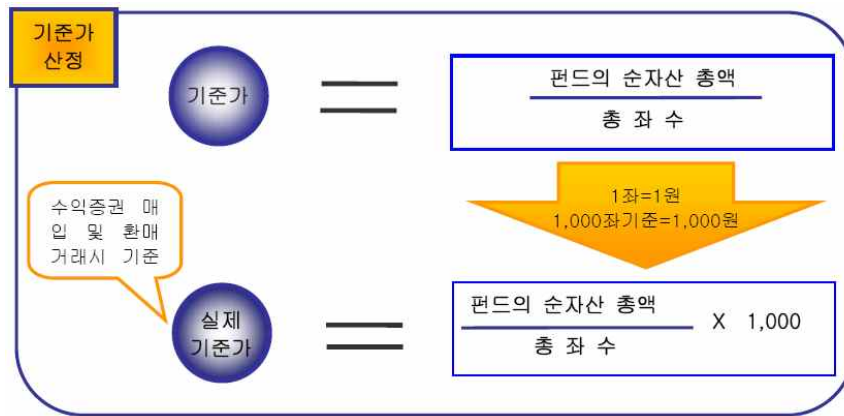 기준가
산정
기준가
펀드의 순자산 총액
총 좌 수
1좌=1원
1,000좌기준=1,000원
수익증권 매
입 및 환매
거래시 기준
실제
기준가
펀드의 순자산 총액
총 좌 수
X 1,000